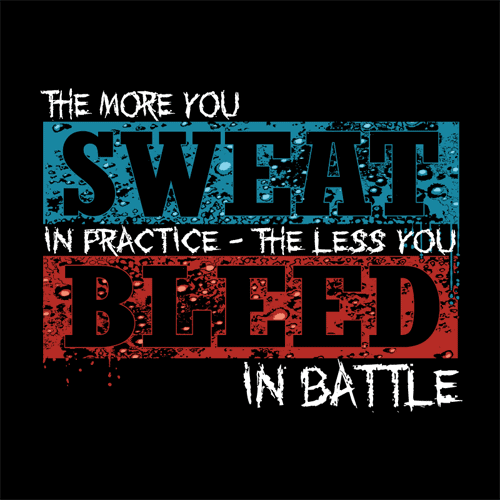 THE MORE YOU
SWEAT
IN PRACTICE - THE LESS YOU
BLEED
IN BATTLE